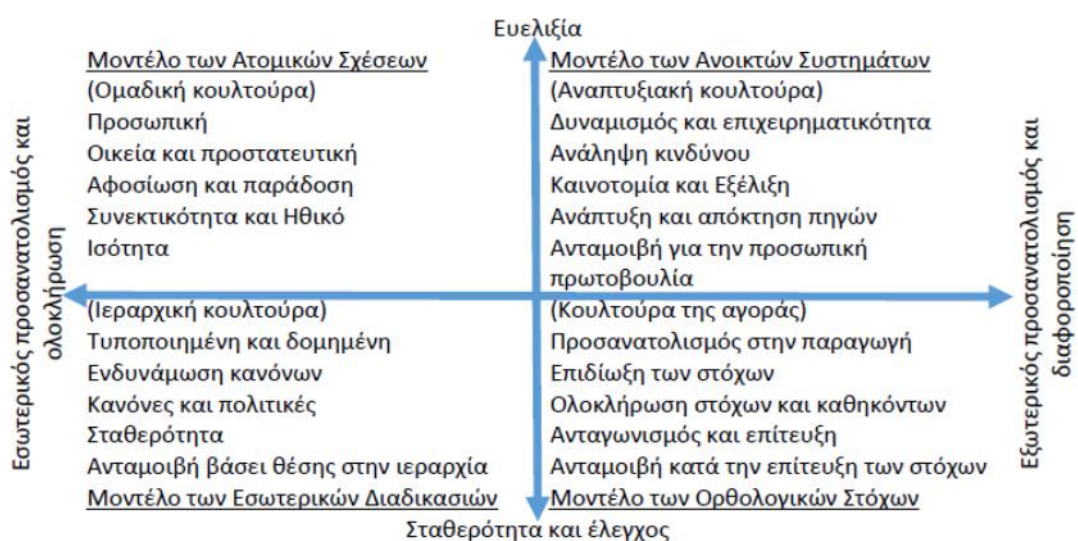 Ευελιξία
Μοντέλο των Ατομικών Σχέσεων
(Ομαδική κουλτούρα)
Προσωπική
Οικεία και προστατευτική
Αφοσίωση και παράδοση
Συνεκτικότητα και Ηθικό
Ισότητα
Μοντέλο των Ανοικτών Συστημάτων
(Αναπτυξιακή κουλτούρα)
Δυναμισμός και επιχειρηματικότητα
Ανάληψη κινδύνου
Καινοτομία και Εξέλιξη
Ανάπτυξη και απόκτηση πηγών
Ανταμοιβή για την προσωπική
πρωτοβουλία
Εσωτερικός προσανατολισμός και
ολοκλήρωση
Εξωτερικός προσανατολισμός και
διαφοροποίηση
(Ιεραρχική κουλτούρα)
Τυποποιημένη και δομημένη
Ενδυνάμωση κανόνων
Κανόνες και πολιτικές
Σταθερότητα
Ανταμοιβή βάσει θέσης στην ιεραρχία
Μοντέλο των Εσωτερικών Διαδικασιών
(Κουλτούρα της αγοράς)
Προσανατολισμός στην παραγωγή
Επιδίωξη των στόχων
Ολοκλήρωση στόχων και καθηκόντων
Ανταγωνισμός και επίτευξη
Ανταμοιβή κατά την επίτευξη των στόχων
Μοντέλο των Ορθολογικών Στόχων
Σταθερότητα και έλεγχος